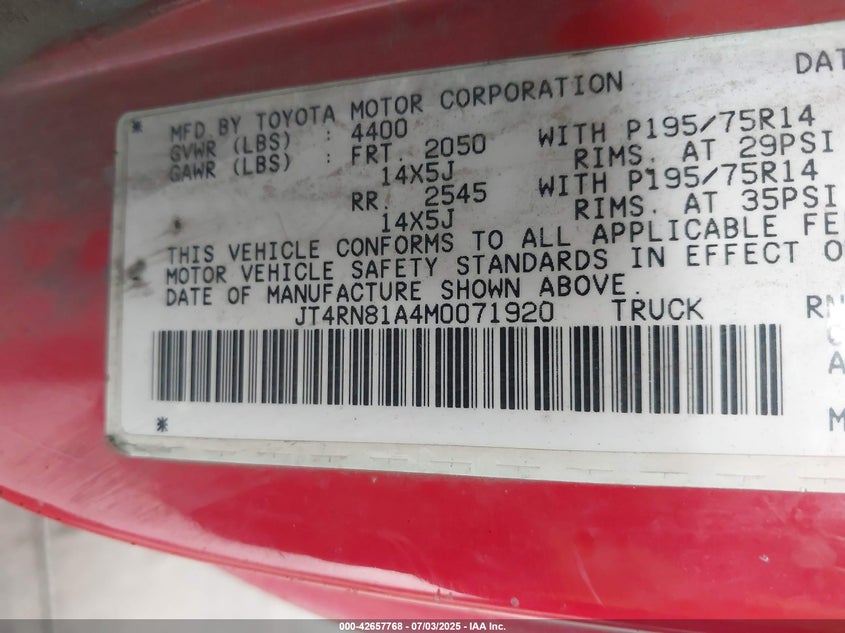 DAT
* MFD BY TOYOTA MOTOR CORPORATION
GVWR (LBS) : 4400 WITH P195/75R14
GAWR (LBS) : FRT. 2050 RIMS. AT 29PSI
14X5J WITH P195/75R14
RR. 2545 RIMS. AT 35PSI
14X5J
THIS VEHICLE CONFORMS TO ALL APPLICABLE FE
MOTOR VEHICLE SAFETY STANDARDS IN EFFECT O
DATE OF MANUFACTURE SHOWN ABOVE.
JT4RN81A4M0071920 TRUCK RN
A
*
M
000-42657768 - 07/03/2025 - IAA Inc.